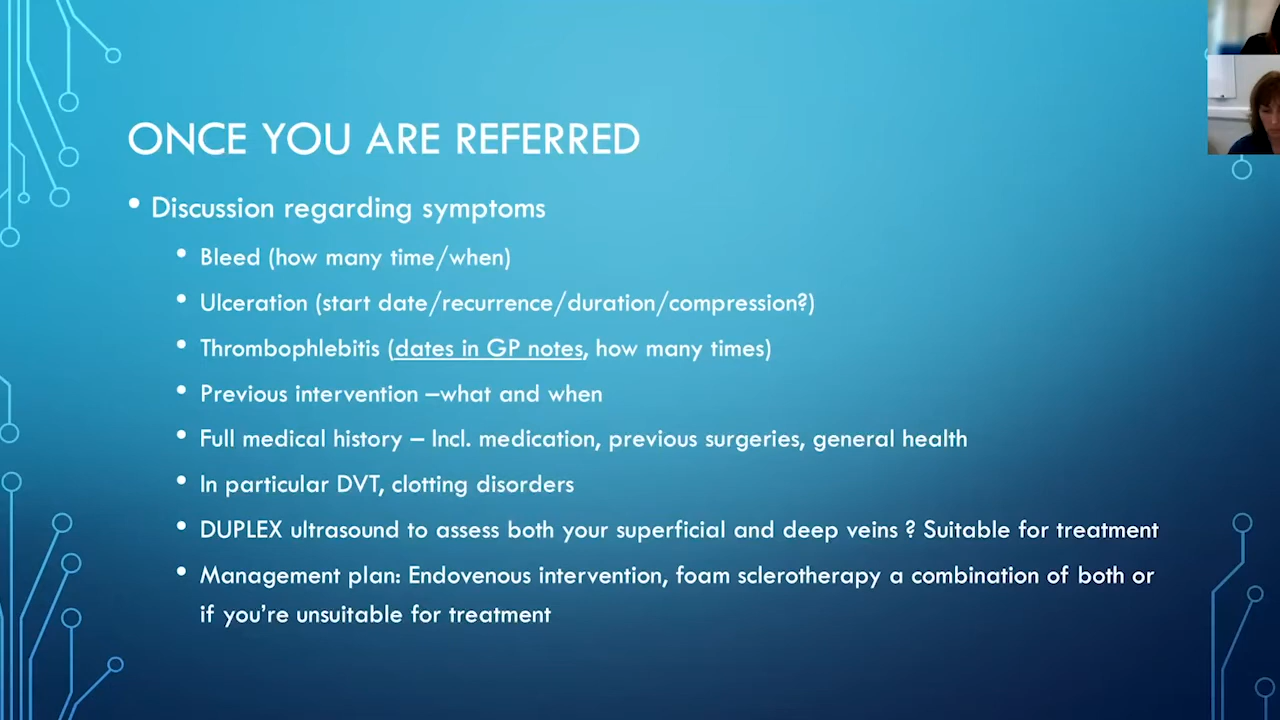 ONCE YOU ARE REFERRED
• Discussion regarding symptoms
• Bleed (how many time/when)
• Ulceration (start date/recurrence/duration/compression?)
• Thrombophlebitis (dates in GP notes, how many times)
• Previous intervention –what and when
• Full medical history – Incl. medication, previous surgeries, general health
• In particular DVT, clotting disorders
• DUPLEX ultrasound to assess both your superficial and deep veins ? Suitable for treatment
• Management plan: Endovenous intervention, foam sclerotherapy a combination of both or
if you're unsuitable for treatment